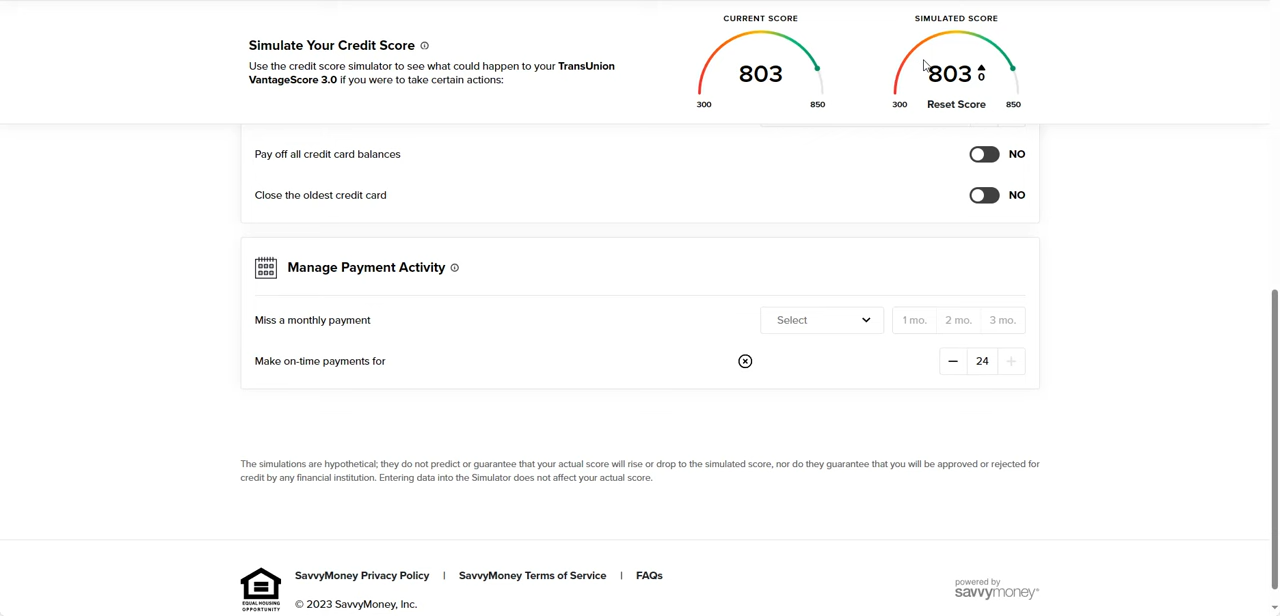 CURRENT SCORE
SIMULATED SCORE
Simulate Your Credit Score
Use the credit score simulator to see what could happen to your TransUnion
VantageScore 3.0 if you were to take certain actions:
803
300
850
803 0
300
Reset Score
850
Pay off all credit card balances
NO
Close the oldest credit card
NO
Manage Payment Activity
Miss a monthly payment
Select
1 mo.
2 mo.
3 mo.
Make on-time payments for
24
The simulations are hypothetical; they do not predict or guarantee that your actual score will rise or drop to the simulated score, nor do they guarantee that you will be approved or rejected for
credit by any financial institution. Entering data into the Simulator does not affect your actual score.
EQUAL HOUSING
OPPORTUNITY
SavvyMoney Privacy Policy | SavvyMoney Terms of Service | FAQs
© 2023 SavvyMoney, Inc.
powered by
savvymoney